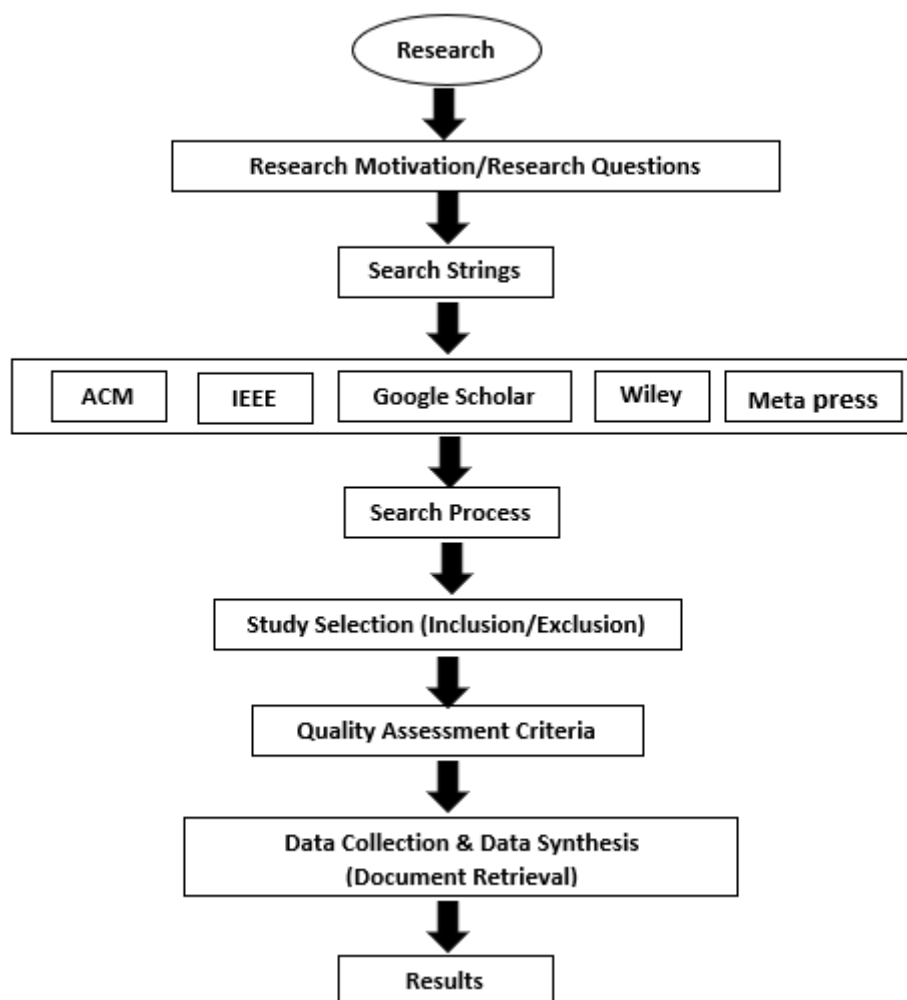 Research
Research Motivation/Research Questions
Search Strings
ACM
IEEE
Google Scholar
Wiley
Meta press
Search Process
Study Selection (Inclusion/Exclusion)
Quality Assessment Criteria
Data Collection & Data Synthesis
(Document Retrieval)
Results